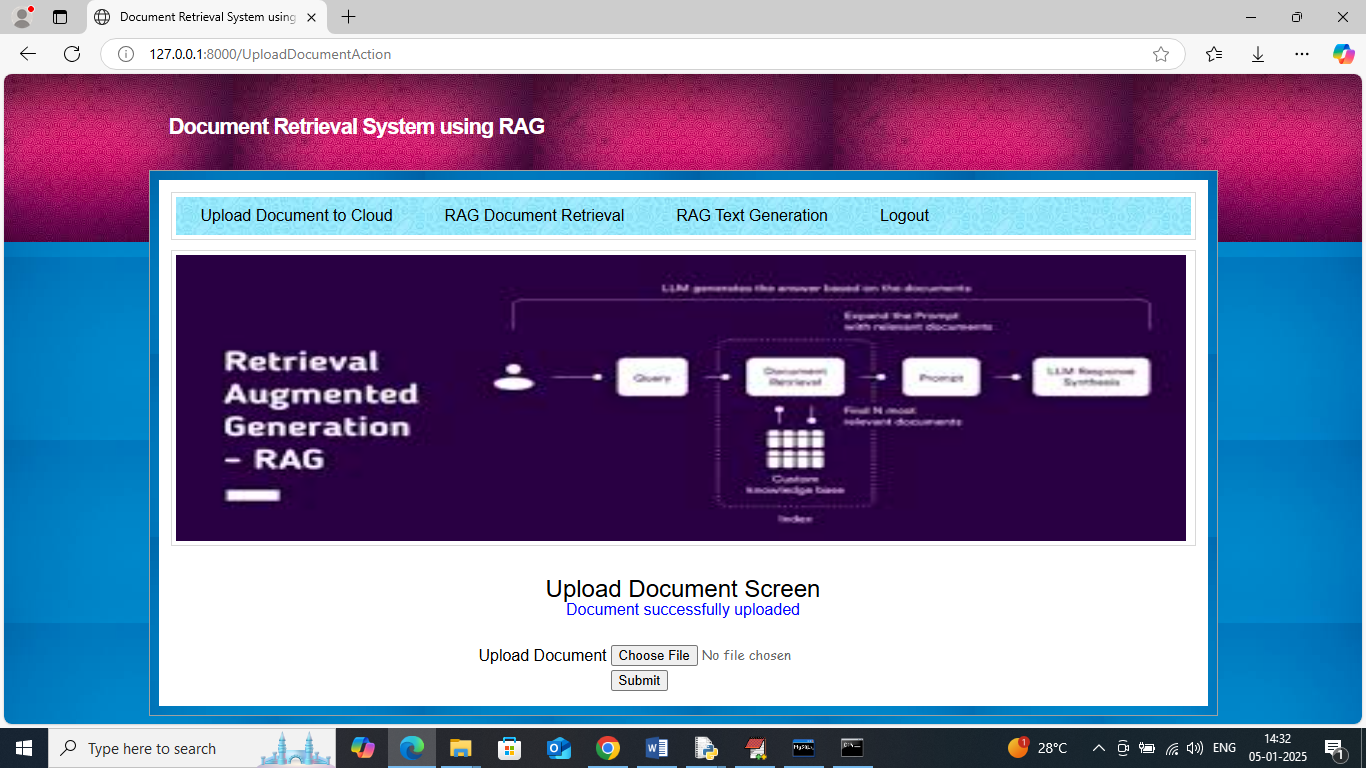 Document Retrieval System using
127.0.0.1:8000/UploadDocumentAction
Document Retrieval System using RAG
Upload Document to Cloud RAG Document Retrieval RAG Text Generation Logout
LLM generates the answer based on the documents
Expand the Prompt
with relevant documents
Retrieval
Augmented
Generation
– RAG
Query
Document
Retrieval
Prompt
LLM Response
Synthesis
Find N most
relevant documents
Custom
knowledge base
Index
Upload Document Screen
Document successfully uploaded
Upload Document Choose File No file chosen
Submit
Type here to search
1
28°C
ENG
14:32
05-01-2025
1